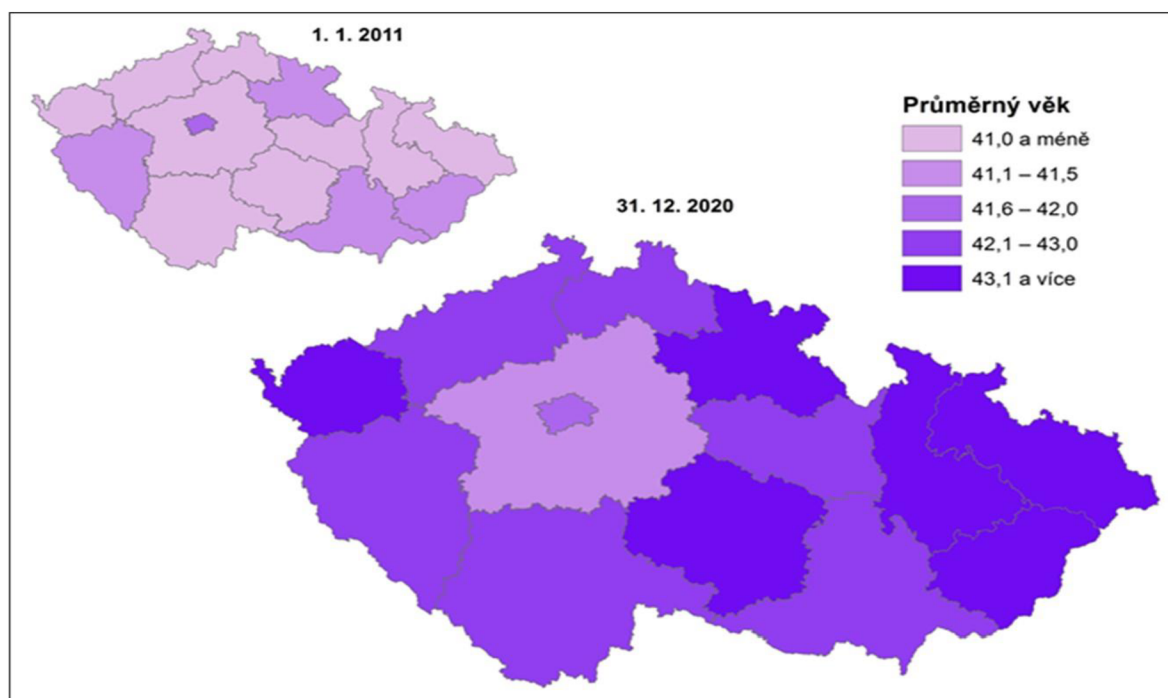 1. 1. 2011
Průměrný věk
41,0 a méně
41,1 – 41,5
41,6 – 42,0
42,1 – 43,0
43,1 a více
31. 12. 2020